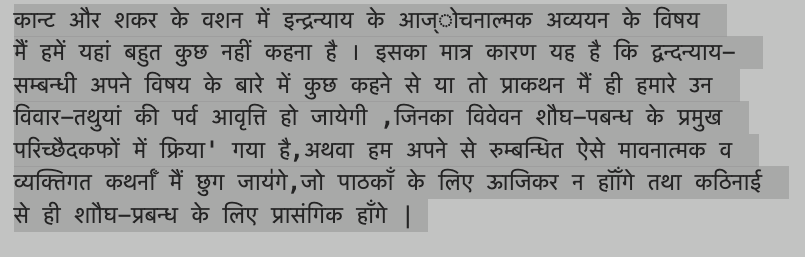 कान्ट और शकर के वशन में इन्द्रन्याय के आज्ोचनाल्मक अव्ययन के विषय
मैं हमें यहां बहुत कुछ नहीं कहना है । इसका मात्र कारण यह है कि द्वन्दन्याय–
सम्बन्धी अपने विषय के बारे में कुछ कहने से या तो प्राकथन मैं ही हमारे उन
विवार–तथुयां की पर्व आवृत्ति हो जायेगी ,जिनका विवेवन शौघ–पबन्ध के प्रमुख
परिच्छैदकफों में फ्रिया' गया है,अथवा हम अपने से रुम्बन्धित ऐेसे मावनात्मक व
व्यक्तिगत कथनाँ मैं छुग जाय॑गे,जो पाठकाँ के लिए ऋाजिकर न हाँाँगे तथा कठिनाई
से ही शाौघ–प्रबन्ध के लिए प्रासंगिक हाँगे |